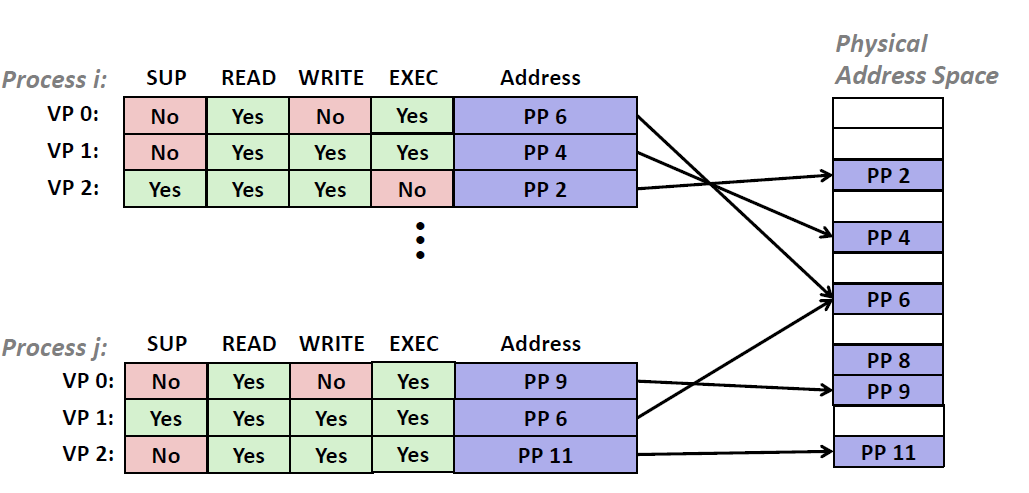 Physical
Address Space
Process i: SUP READ WRITE EXEC Address
VP 0: No Yes No Yes PP 6
VP 1: No Yes Yes Yes PP 4
VP 2: Yes Yes Yes No PP 2
PP 2
PP 4
PP 6
PP 8
PP 9
PP 11
Process j: SUP READ WRITE EXEC Address
VP 0: No Yes No Yes PP 9
VP 1: Yes Yes Yes Yes PP 6
VP 2: No Yes Yes Yes PP 11